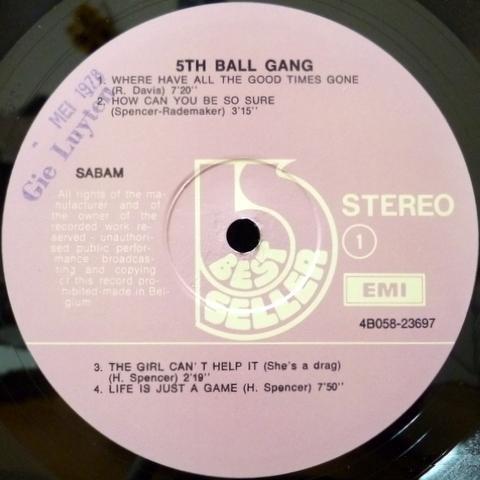 5TH BALL GANG
1. WHERE HAVE ALL THE GOOD TIMES GONE
(R. Davis) 7'20''
2. HOW CAN YOU BE SO SURE
(Spencer-Rademaker) 3'15''
- MEI 1978
Gie Luyten
SABAM
All rights of the ma-
nufacturer and of
the owner of the
recorded work re-
served - unauthori-
sed public perfor-
mance broadcas-
ting and copying
of this record pro-
hibited-made in Bel-
gium
BEST
SELLER
STEREO
1
EMI
4B058-23697
3. THE GIRL CAN'T HELP IT (She's a drag)
(H. Spencer) 2'19''
4. LIFE IS JUST A GAME (H. Spencer) 7'50''